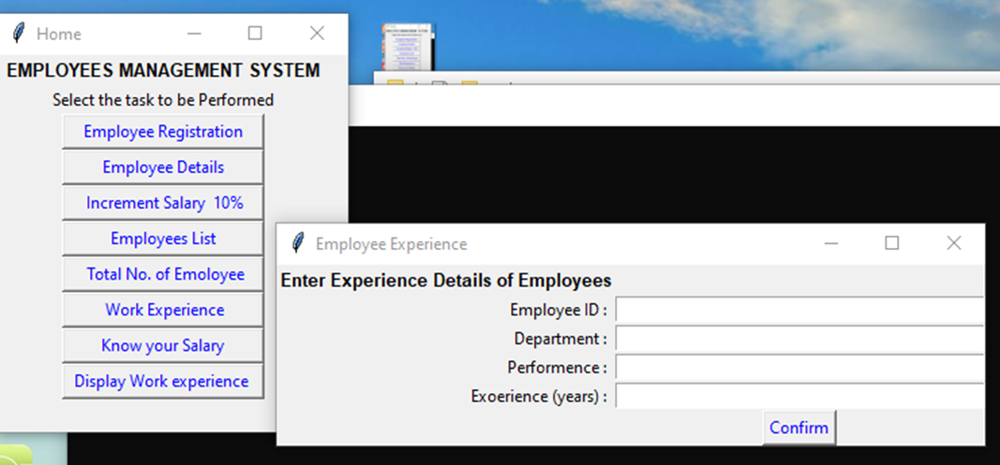 Home
EMPLOYEES MANAGEMENT SYSTEM
Select the task to be Performed
Employee Registration
Employee Details
Increment Salary 10%
Employees List
Total No. of Emoloyee
Work Experience
Know your Salary
Display Work experience
Employee Experience
Enter Experience Details of Employees
Employee ID :
Department :
Performence :
Exoerience (years) :
Confirm